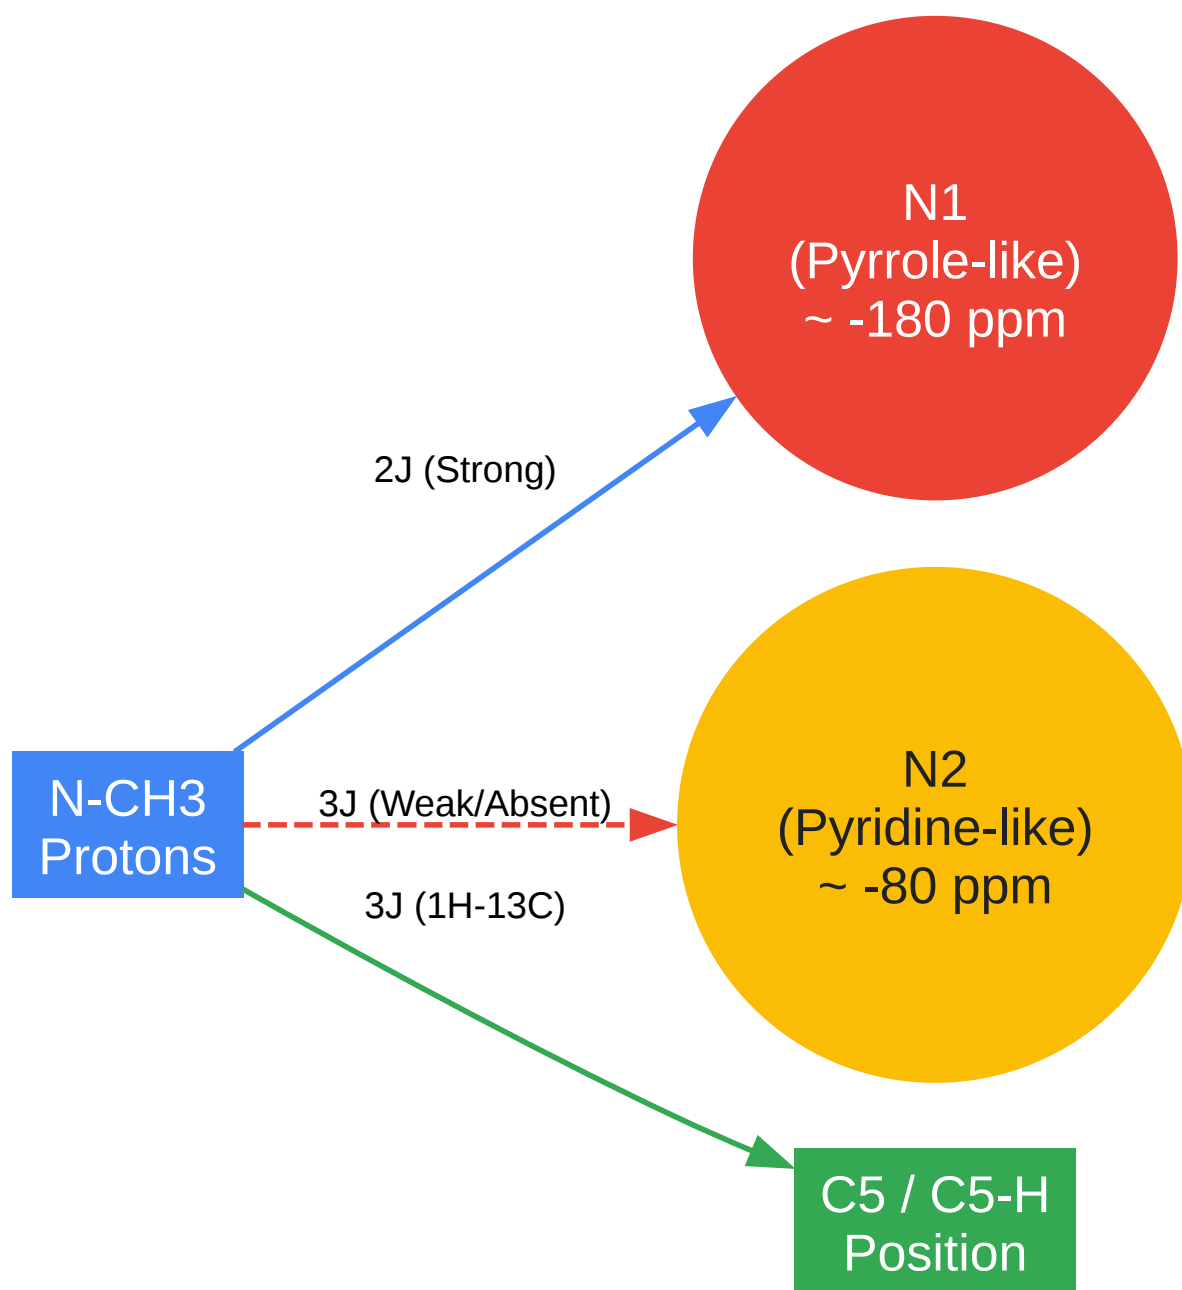 N1
(Pyrrole-like)
~ -180 ppm
2J (Strong)
N2
(Pyridine-like)
~ -80 ppm
N-CH3
Protons
3J (Weak/Absent)
3J (1H-13C)
C5 / C5-H
Position